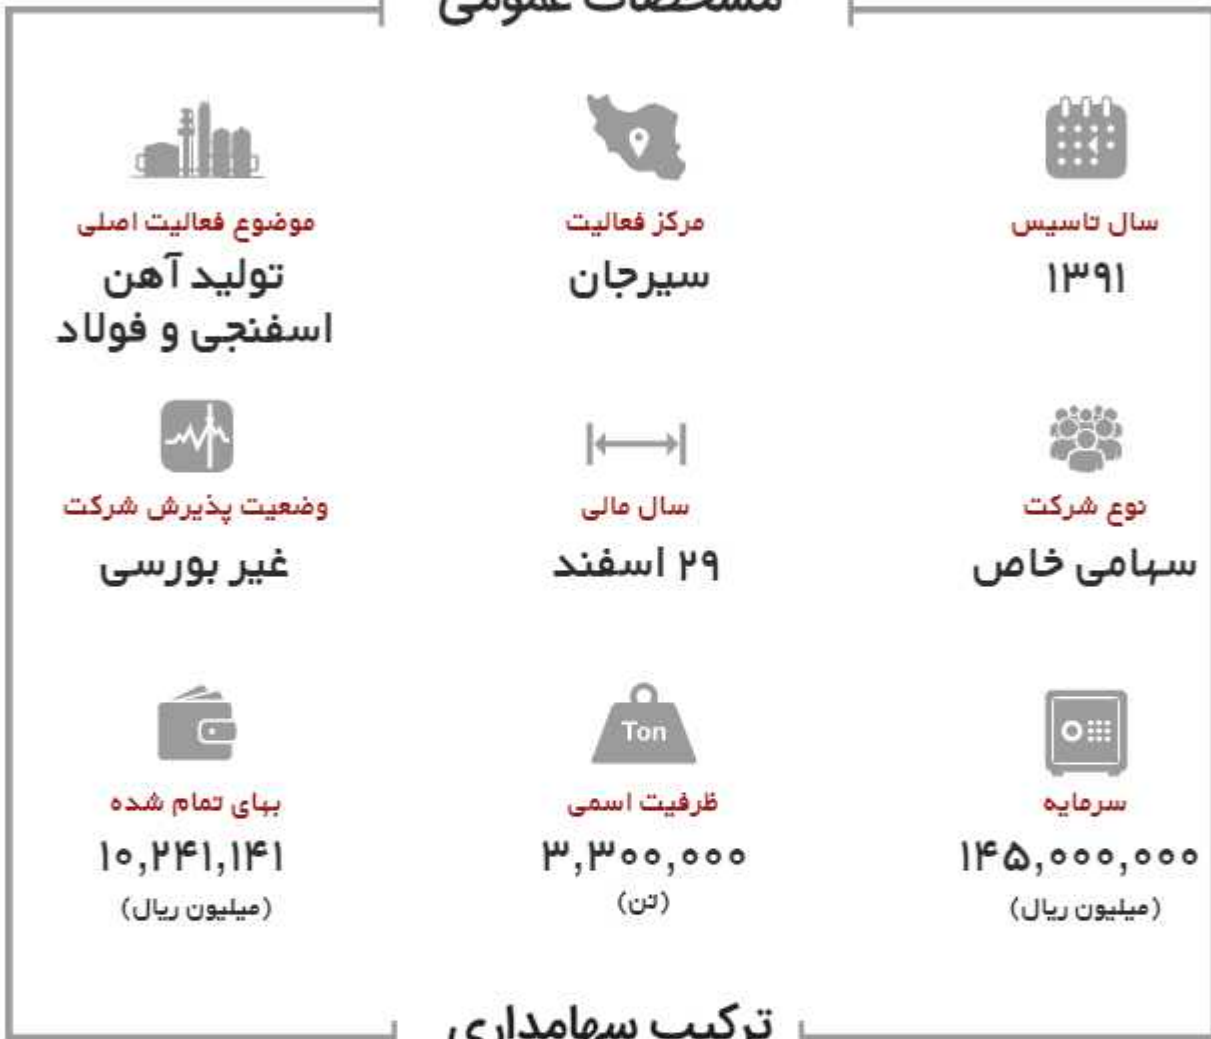 مشخصات عمومی
سال تاسیس
۱۳۹۱
مرکز فعالیت
سیرجان
موضوع فعالیت اصلی
تولید آهن
اسفنجی و فولاد
نوع شرکت
سهامی خاص
سال مالی
۲۹ اسفند
وضعیت پذیرش شرکت
غیر بورسی
سرمایه
۱۴۵,۰۰۰,۰۰۰
(میلیون ریال)
Ton
ظرفیت اسمی
۳,۳۰۰,۰۰۰
(تن)
بهای تمام شده
۱۰,۲۴۱,۱۴۱
(میلیون ریال)
ترکیب سهامداری